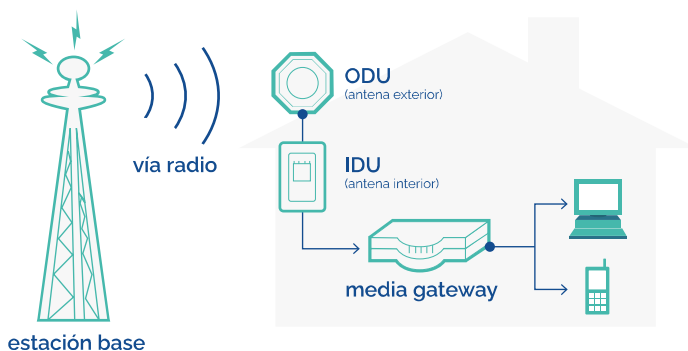 ODU
(antena exterior)
vía radio
IDU
(antena interior)
media gateway
estación base